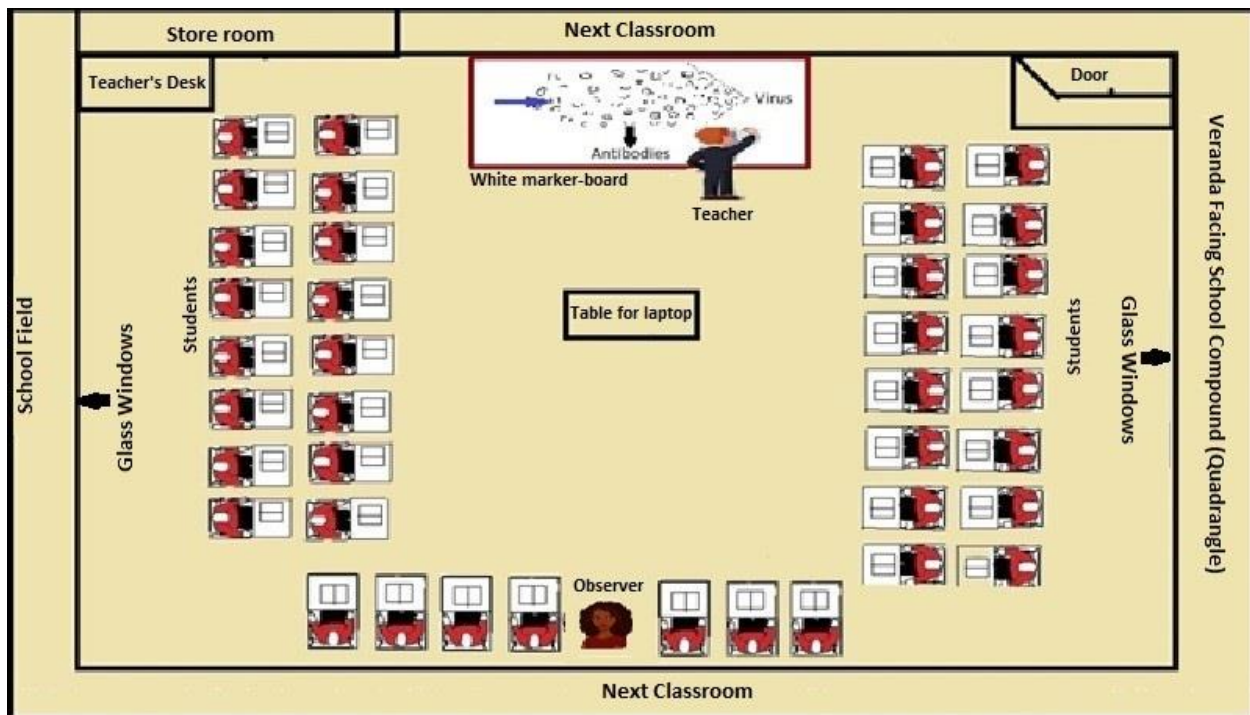 Store room
Next Classroom
Teacher's Desk
Door
Virus
Antibodies
White marker-board
Teacher
Table for laptop
Students
Students
School Field
Glass Windows
Glass Windows
Veranda Facing School Compound (Quadrangle)
Observer
Next Classroom